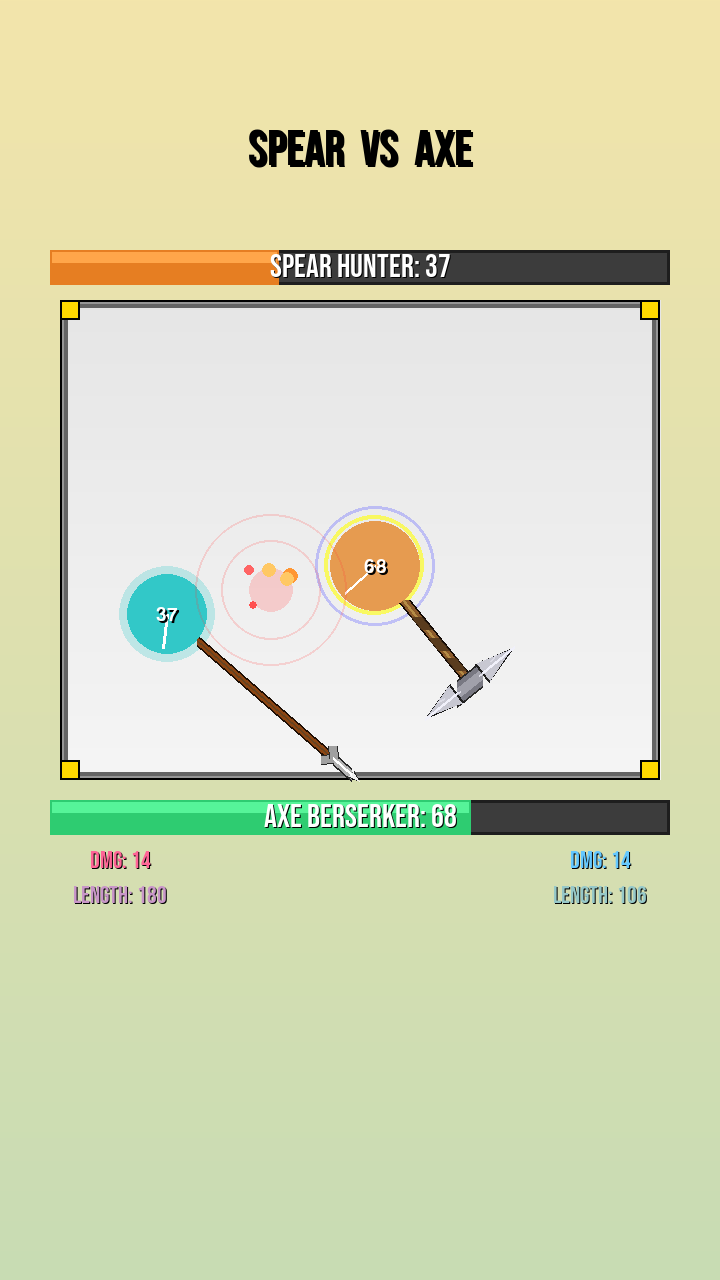 SPEAR VS AXE
SPEAR HUNTER: 37
68
37
AXE BERSERKER: 68
DMG: 14
DMG: 14
LENGTH: 180
LENGTH: 106